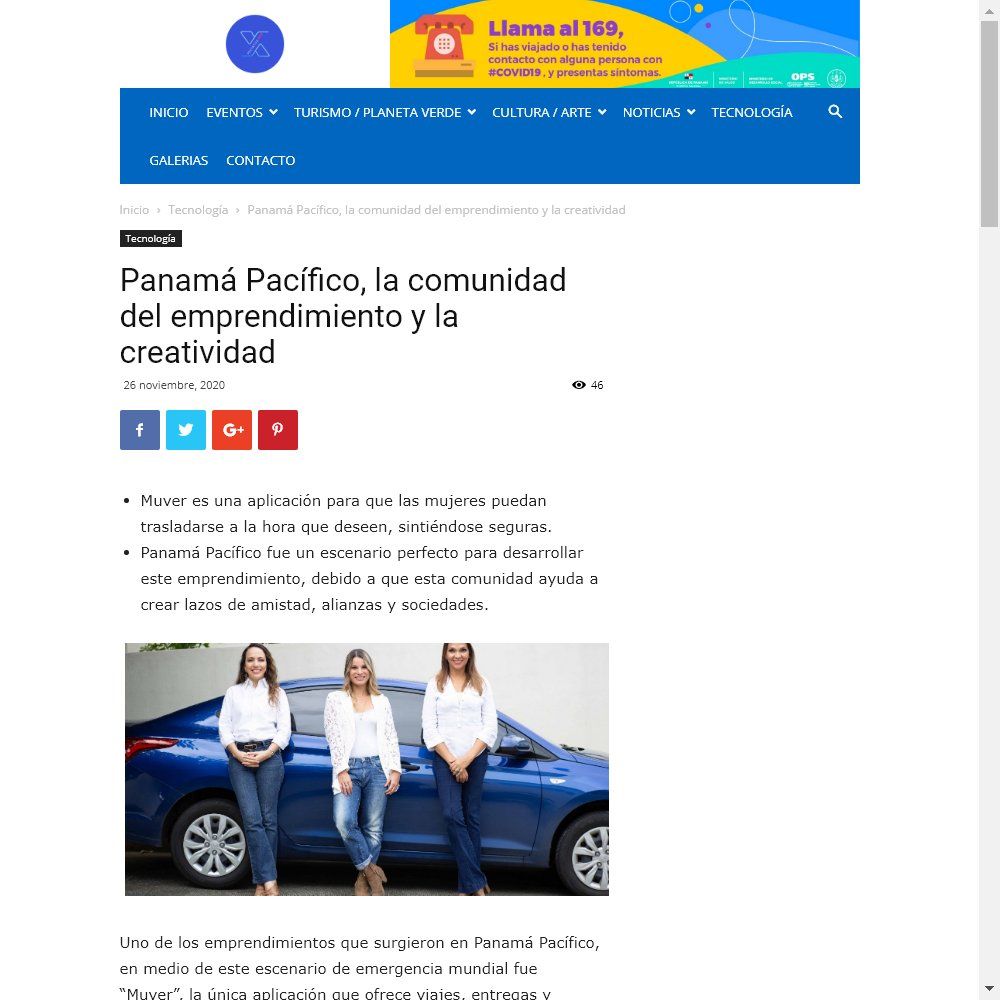 Llama al 169,
Si has viajado o has tenido
contacto con alguna persona con
#COVID19 , y presentas síntomas.
OPS
INICIO EVENTOS TURISMO / PLANETA VERDE CULTURA / ARTE NOTICIAS TECNOLOGÍA
GALERIAS CONTACTO
Inicio › Tecnología › Panamá Pacífico, la comunidad del emprendimiento y la creatividad
Tecnología
Panamá Pacífico, la comunidad
del emprendimiento y la
creatividad
26 noviembre, 2020 46
• Muver es una aplicación para que las mujeres puedan
trasladarse a la hora que deseen, sintiéndose seguras.
• Panamá Pacífico fue un escenario perfecto para desarrollar
este emprendimiento, debido a que esta comunidad ayuda a
crear lazos de amistad, alianzas y sociedades.
Uno de los emprendimientos que surgieron en Panamá Pacífico,
en medio de este escenario de emergencia mundial fue
“Muver”, la única aplicación que ofrece viajes, entregas y